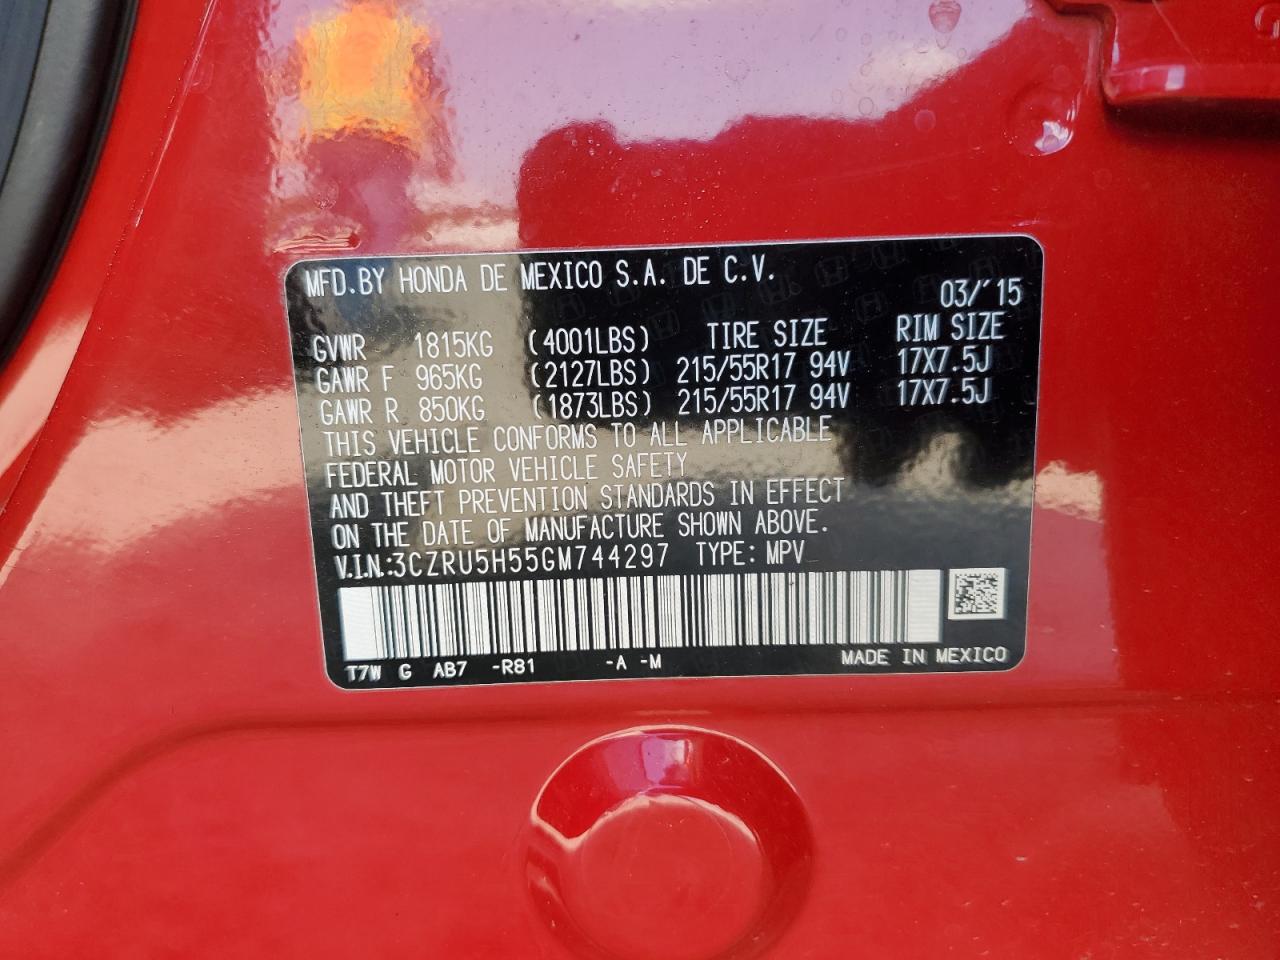 MFD.BY HONDA DE MEXICO S.A. DE C.V.
03/'15
GVWR 1815KG (4001LBS) TIRE SIZE RIM SIZE
GAWR F 965KG (2127LBS) 215/55R17 94V 17X7.5J
GAWR R 850KG (1873LBS) 215/55R17 94V 17X7.5J
THIS VEHICLE CONFORMS TO ALL APPLICABLE
FEDERAL MOTOR VEHICLE SAFETY
AND THEFT PREVENTION STANDARDS IN EFFECT
ON THE DATE OF MANUFACTURE SHOWN ABOVE.
V.I.N.:3CZRU5H55GM744297 TYPE: MPV
T7W G AB7 -R81 -A -M MADE IN MEXICO